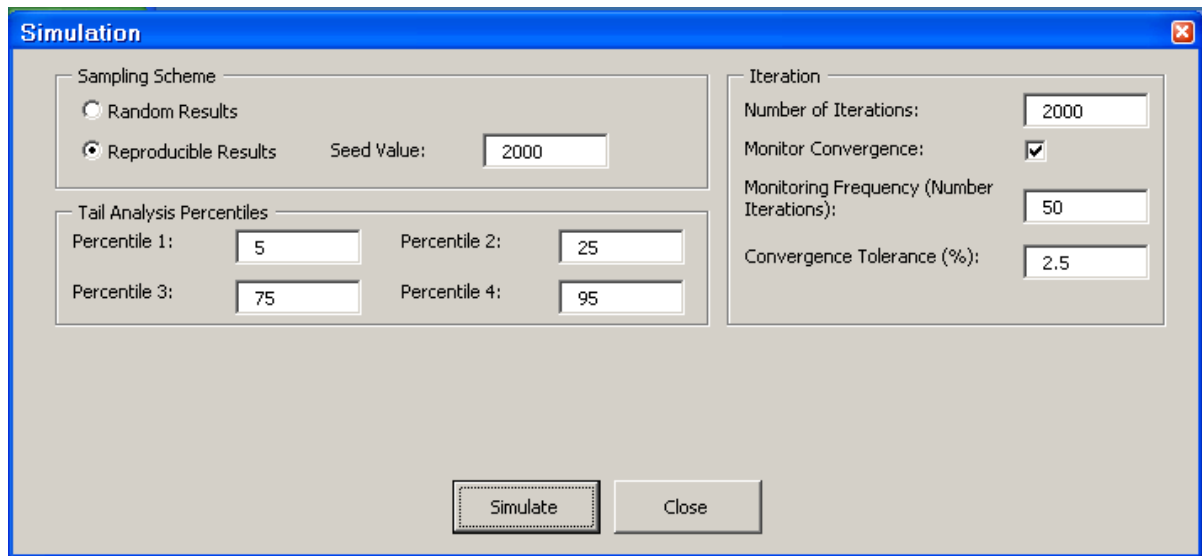 Simulation
Sampling Scheme
Random Results
Reproducible Results Seed Value: 2000
Tail Analysis Percentiles
Percentile 1: 5 Percentile 2: 25
Percentile 3: 75 Percentile 4: 95
Iteration
Number of Iterations: 2000
Monitor Convergence:
Monitoring Frequency (Number
Iterations): 50
Convergence Tolerance (%): 2.5
Simulate Close